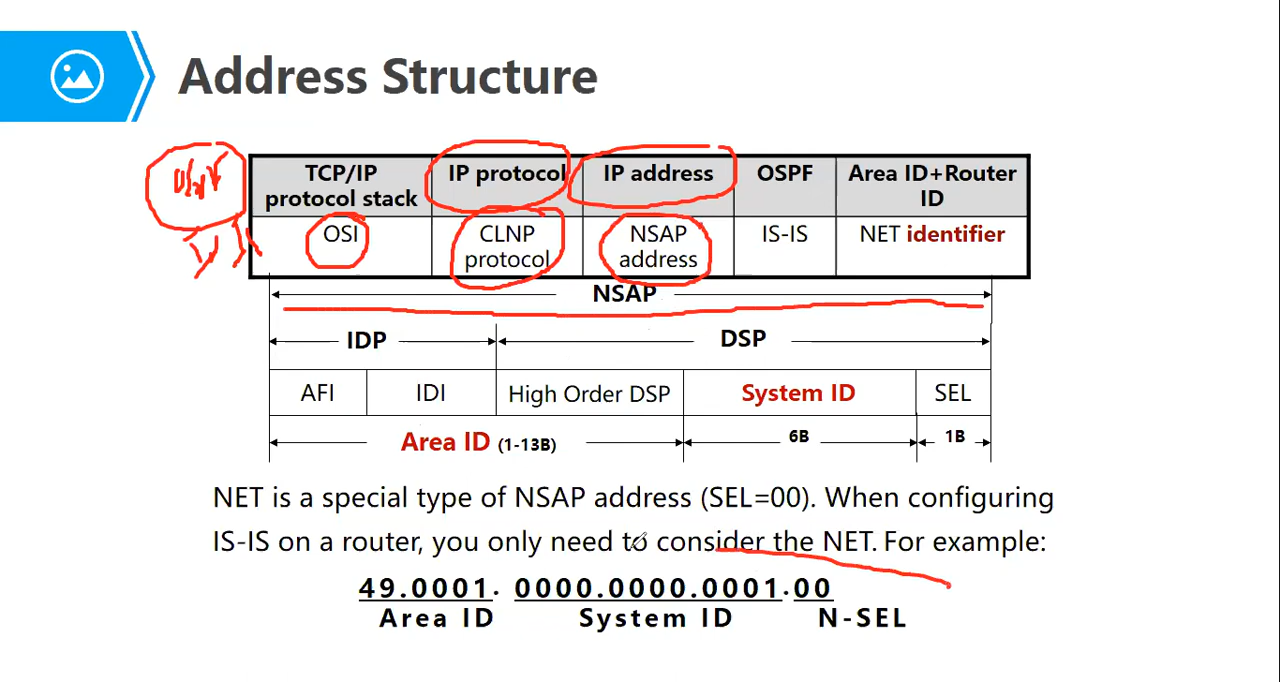 Address Structure
TCP/IP protocol stack IP protocol IP address OSPF Area ID+Router ID
OSI CLNP protocol NSAP address IS-IS NET identifier
NSAP
IDP DSP
AFI IDI High Order DSP System ID SEL
Area ID (1-13B) 6B 1B
NET is a special type of NSAP address (SEL=00). When configuring
IS-IS on a router, you only need to consider the NET. For example:
49.0001. 0000.0000.0001.00
Area ID System ID N-SEL